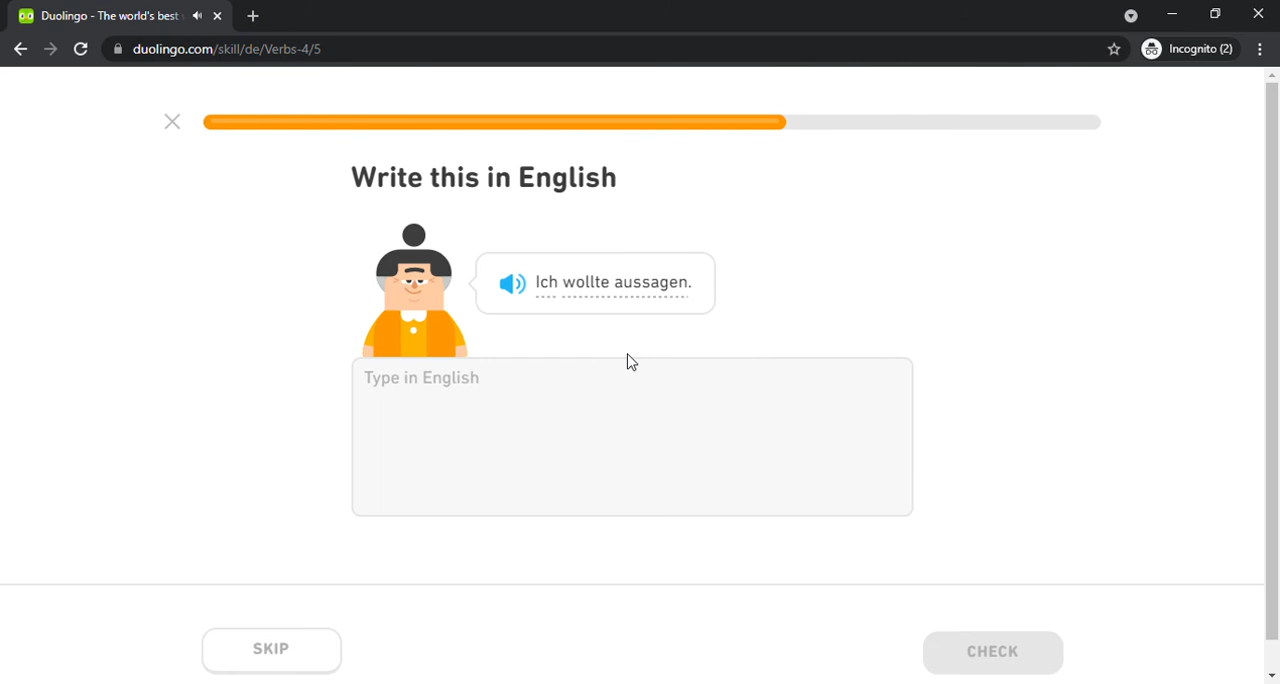 Duolingo - The world's best
duolingo.com/skill/de/Verbs-4/5
Incognito (2)
Write this in English
Ich wollte aussagen.
Type in English
SKIP
CHECK